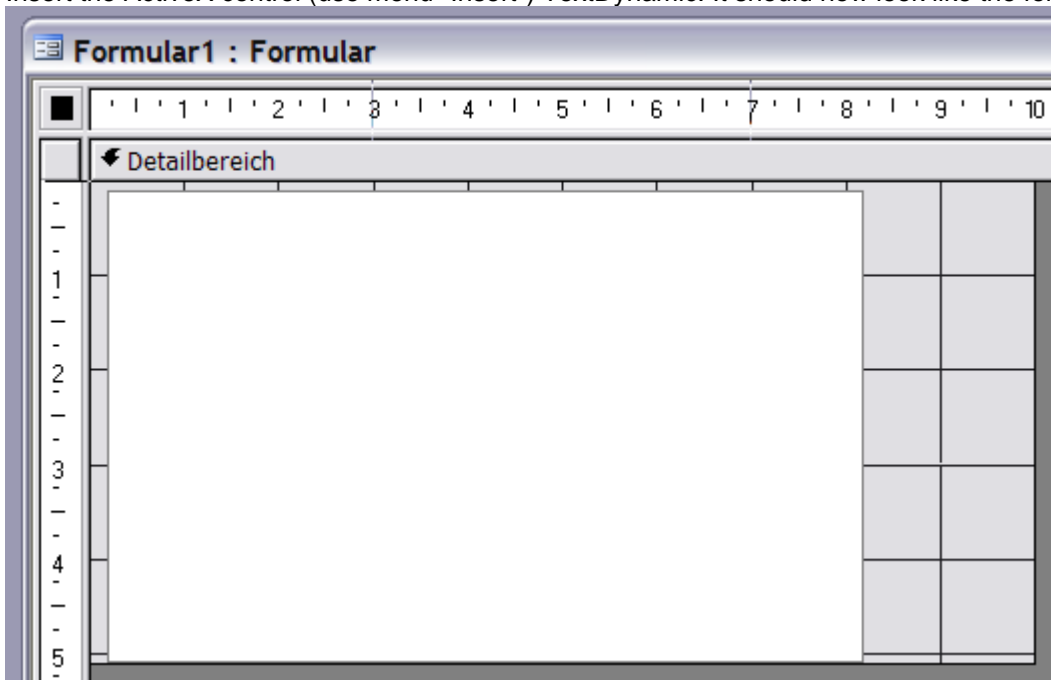 Insert the ActiveX control (use menu "Insert") TextDynamic. It should now look like the
Formular1 : Formular
1 2 3 4 5 6 7 8 9 10
Detailbereich
1
2
3
4
5